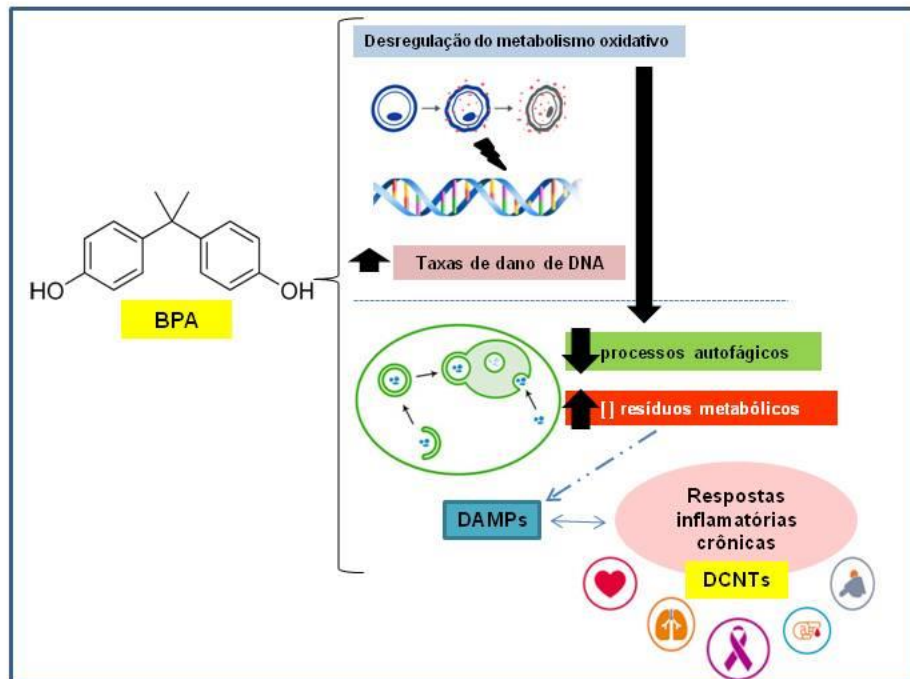 Desregulação do metabolismo oxidativo
Taxas de dano de DNA
HO
OH
BPA
processos autofágicos
[ ] resíduos metabólicos
DAMPs
Respostas
inflamatórias
crônicas
DCNTs